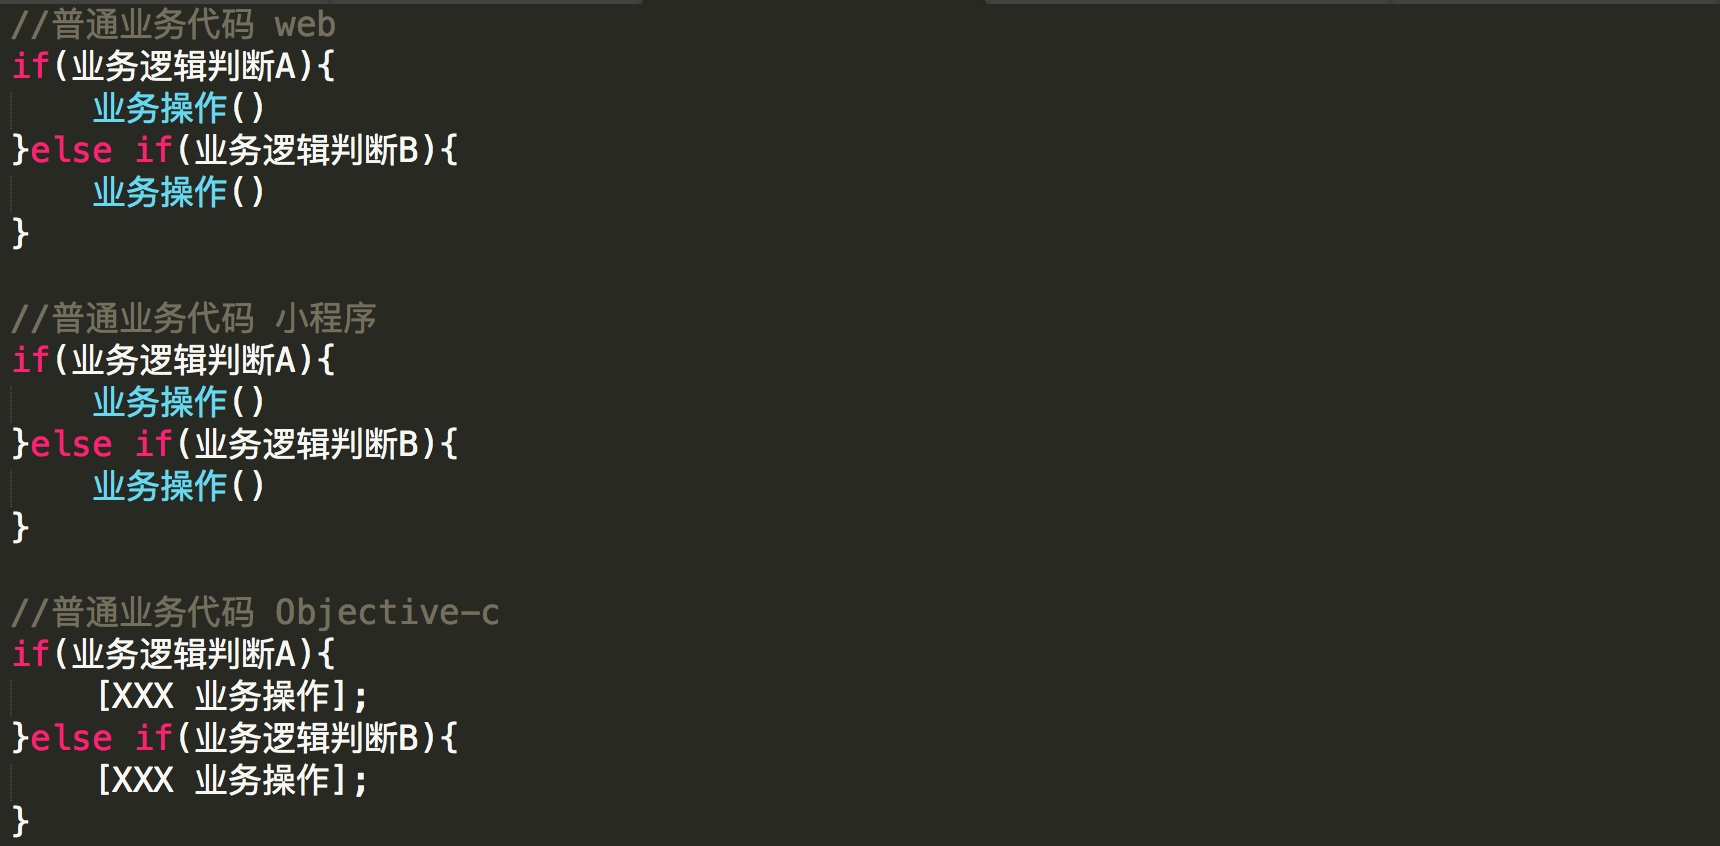 //普通业务代码 web
if(业务逻辑判断A){
    业务操作()
}else if(业务逻辑判断B){
    业务操作()
}
//普通业务代码 小程序
if(业务逻辑判断A){
    业务操作()
}else if(业务逻辑判断B){
    业务操作()
}
//普通业务代码 Objective-c
if(业务逻辑判断A){
    [XXX 业务操作];
}else if(业务逻辑判断B){
    [XXX 业务操作];
}